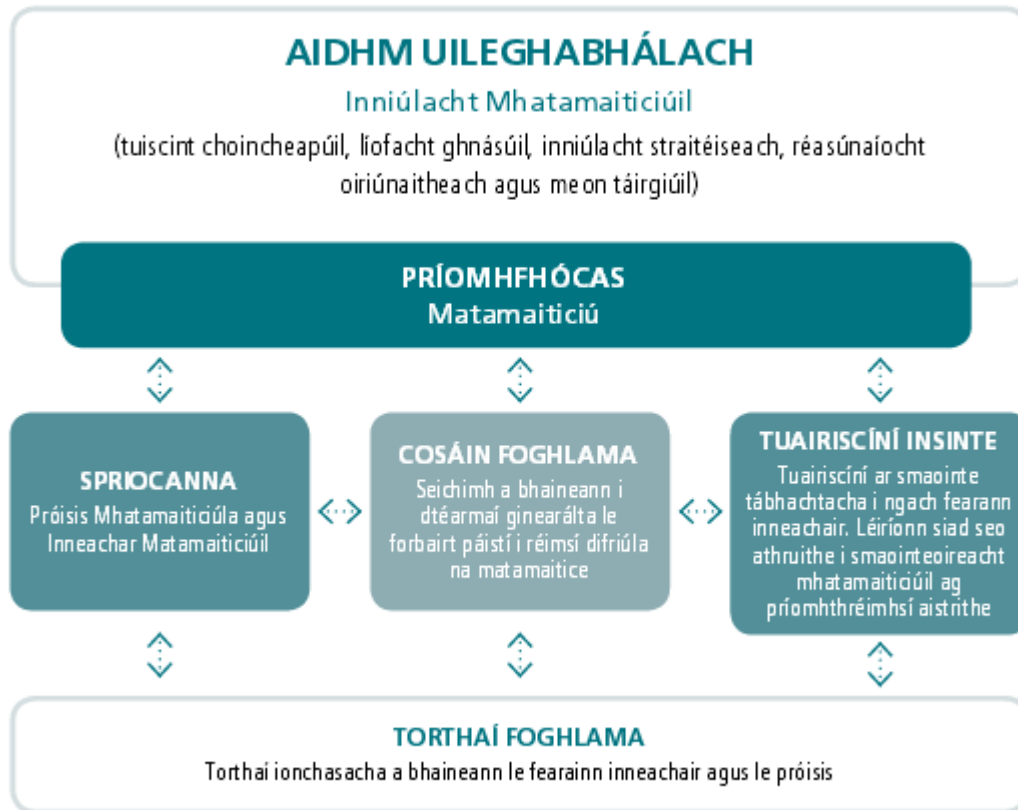 AIDHM UILEGHABHÁLACH
Inniúlacht Mhatamaiticiúil
(tuiscint choincheapúil, líofacht ghnásúil, inniúlacht straitéiseach, réasúnaíocht
oiriúnaitheach agus meon táirgiúil)
PRÍOMHFHÓCAS
Matamaiticiú
SPRIOCANNA
Próisis Mhatamaiticiúla agus
Inneachar Matamaiticiúil
COSÁIN FOGHLAMA
Seichimh a bhaineann i
dtéarmaí ginearálta le
forbairt páistí i réimsí difriúla
na matamaitice
TUAIRISCÍNÍ INSINTE
Tuairiscíní ar smaointe
tábhachtacha i ngach fearann
inneachair. Léiríonn siad seo
athruithe i smaointeoireacht
mhatamaiticiúil ag
príomhthréimhsí aistrithe
TORTHAÍ FOGHLAMA
Torthaí ionchasacha a bhaineann le fearainn inneachair agus le próisis